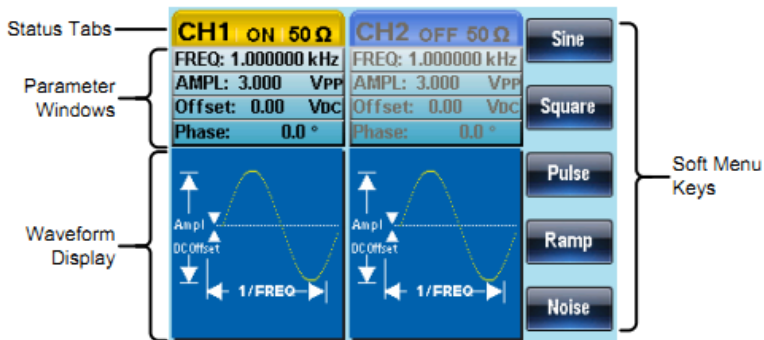 Status Tabs
CH1 ON 50 Ω
CH2 OFF 50 Ω
Parameter
Windows
FREQ: 1.000000 kHz
AMPL: 3.000 VPP
Offset: 0.00 VDC
Phase: 0.0 °
FREQ: 1.000000 kHz
AMPL: 3.000 VPP
Offset: 0.00 VDC
Phase: 0.0 °
Waveform
Display
Ampl
DC Offset
1/FREQ
Ampl
DC Offset
1/FREQ
Sine
Square
Pulse
Ramp
Noise
Soft Menu
Keys